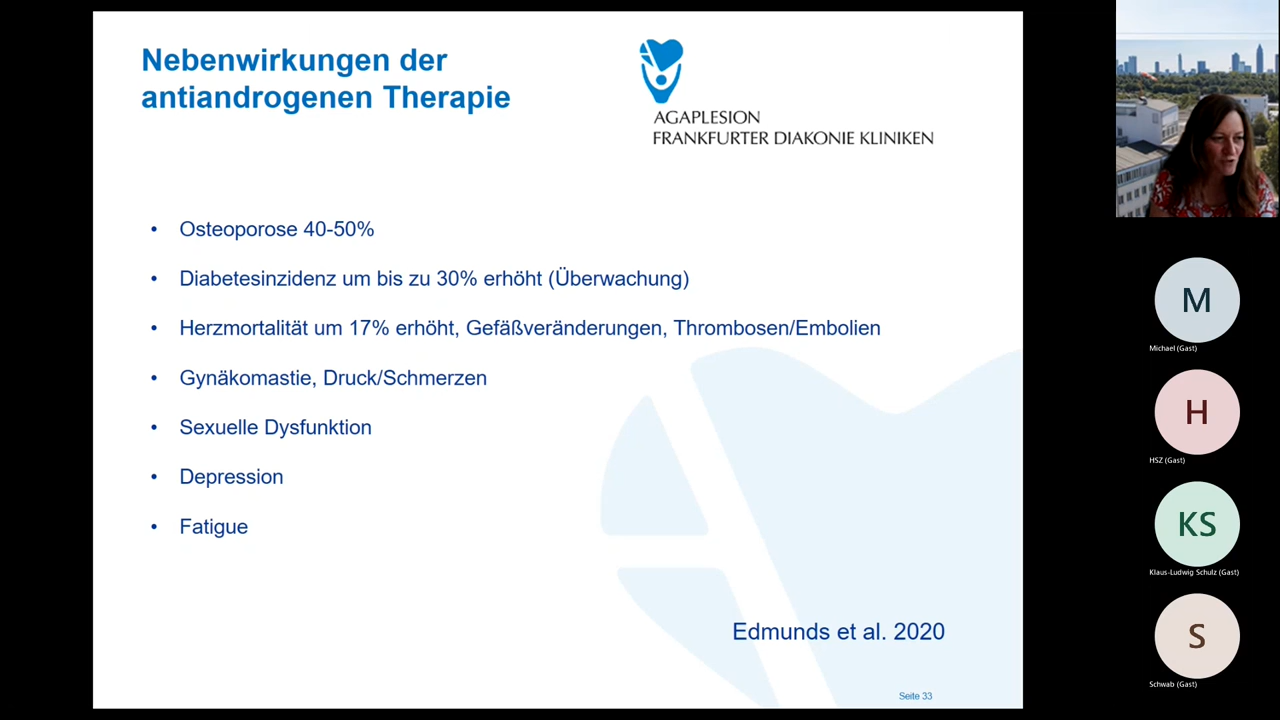 Nebenwirkungen der
antiandrogenen Therapie
AGAPLESION
FRANKFURTER DIAKONIE KLINIKEN
• Osteoporose 40-50%
• Diabetesinzidenz um bis zu 30% erhöht (Überwachung)
• Herzmortalität um 17% erhöht, Gefäßveränderungen, Thrombosen/Embolien
• Gynäkomastie, Druck/Schmerzen
• Sexuelle Dysfunktion
• Depression
• Fatigue
Edmunds et al. 2020
Seite 33
M
Michael (Gast)
H
HSZ (Gast)
KS
Klaus-Ludwig Schulz (Gast)
S
Schwab (Gast)